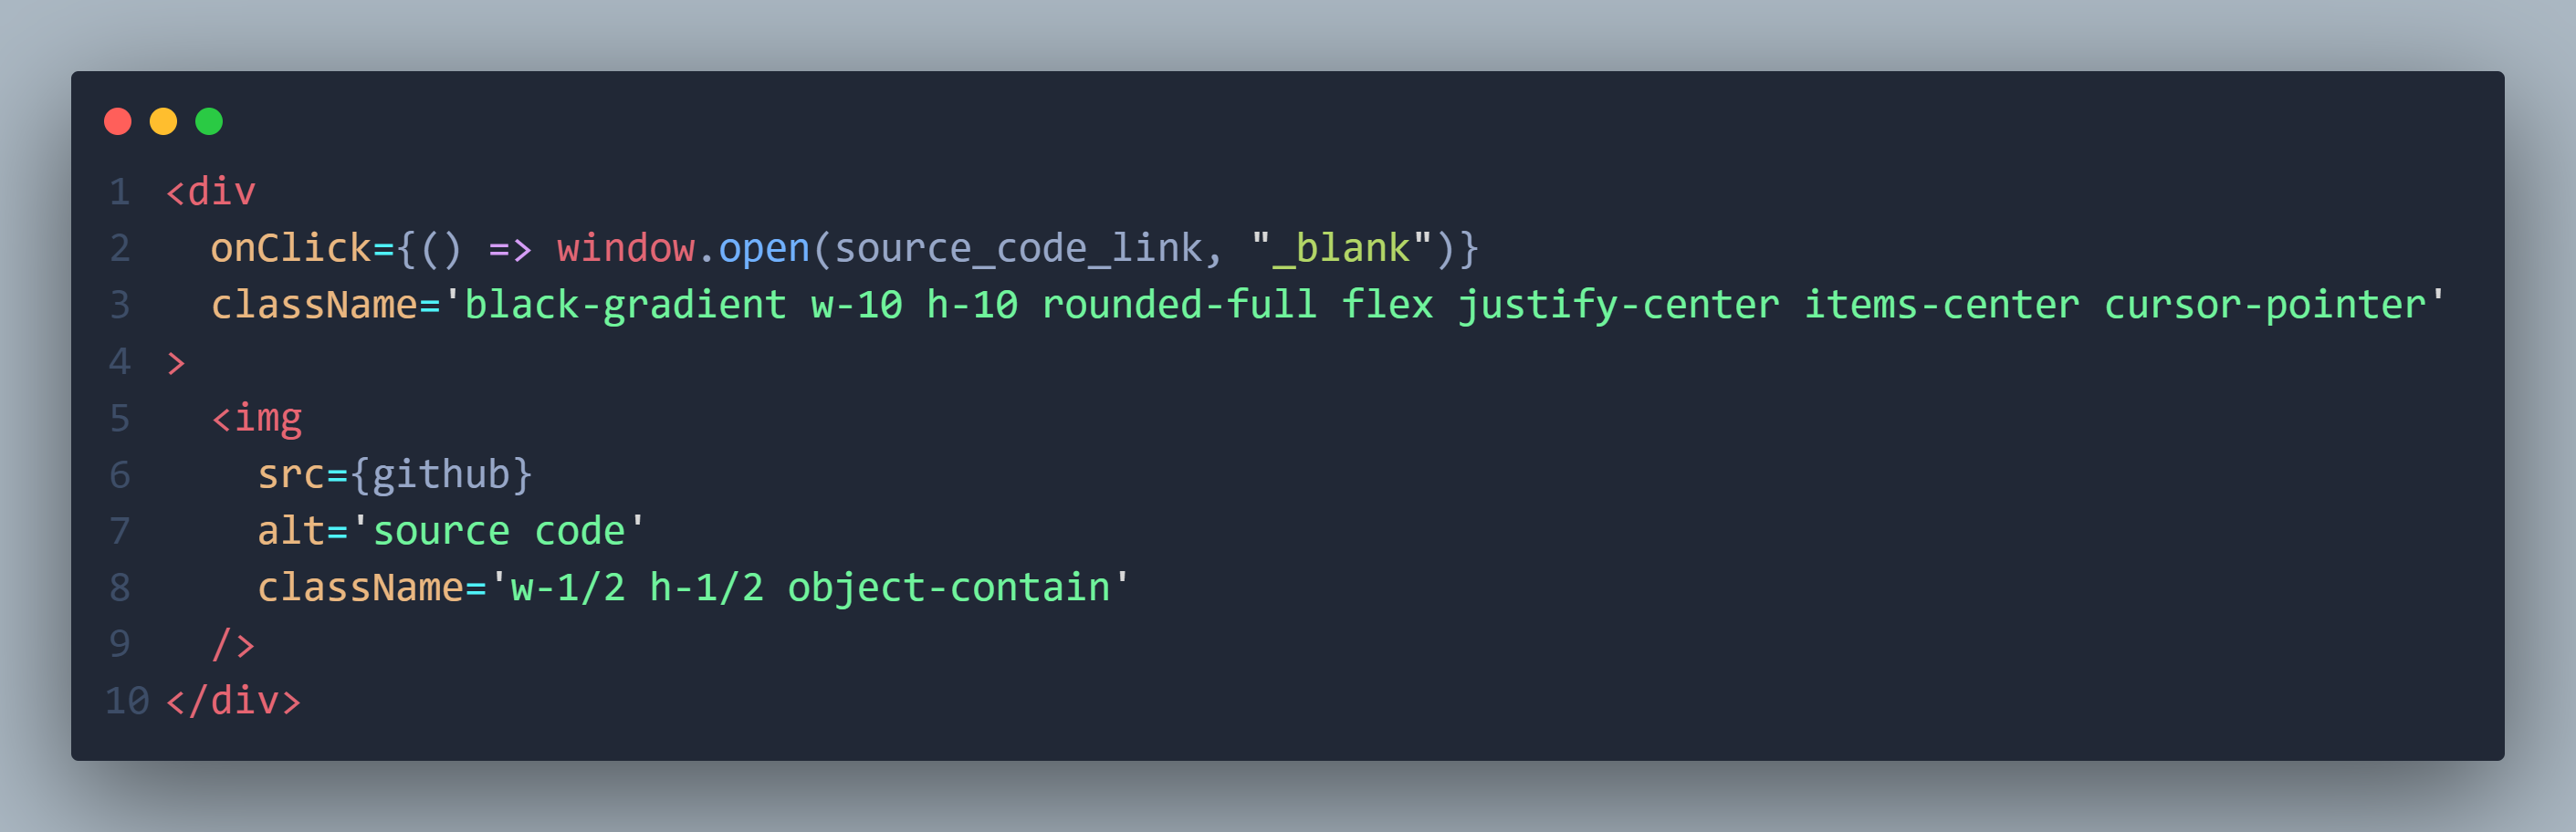 1 <div
2   onClick={() => window.open(source_code_link, "_blank")}
3   className='black-gradient w-10 h-10 rounded-full flex justify-center items-center cursor-pointer'
4 >
5   <img
6     src={github}
7     alt='source code'
8     className='w-1/2 h-1/2 object-contain'
9   />
10 </div>